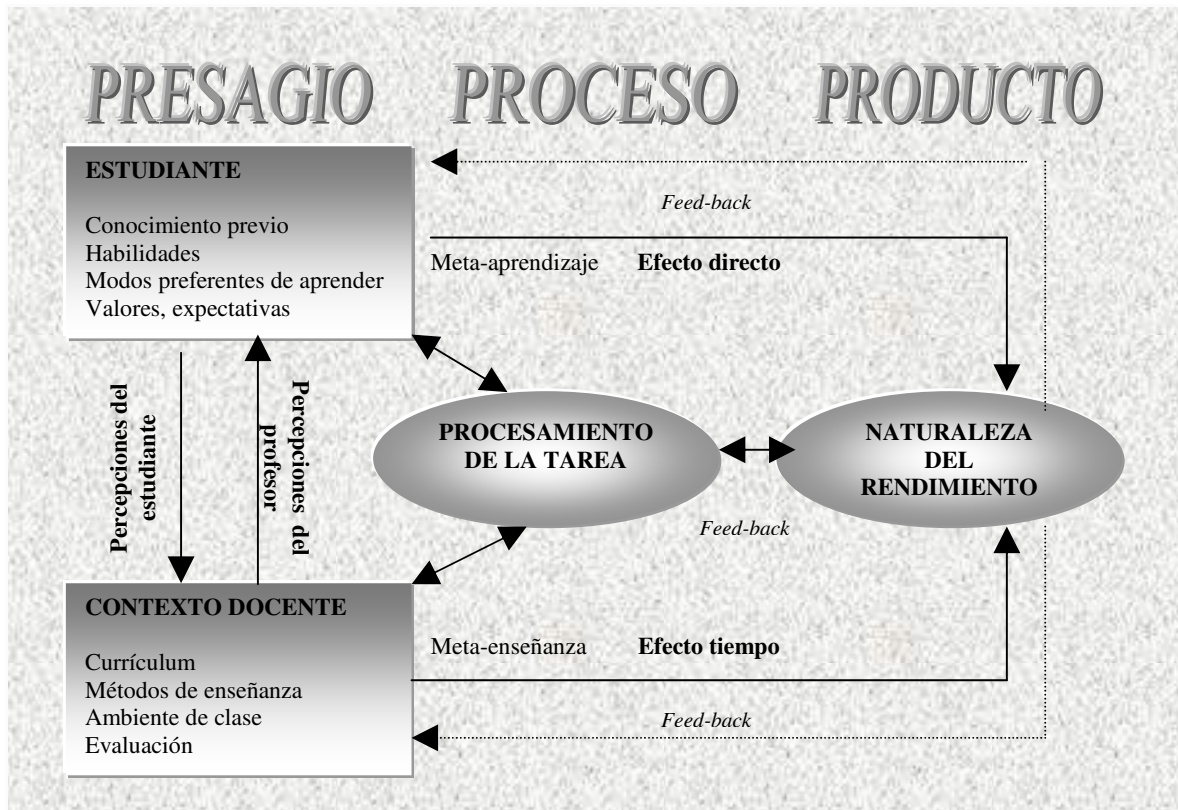 PRESAGIO PROCESO PRODUCTO
ESTUDIANTE
Conocimiento previo
Habilidades
Modos preferentes de aprender
Valores, expectativas
Feed-back
Meta-aprendizaje Efecto directo
Percepciones del
estudiante
Percepciones del
profesor
PROCESAMIENTO
DE LA TAREA
NATURALEZA
DEL
RENDIMIENTO
Feed-back
CONTEXTO DOCENTE
Currículum
Métodos de enseñanza
Ambiente de clase
Evaluación
Meta-enseñanza Efecto tiempo
Feed-back